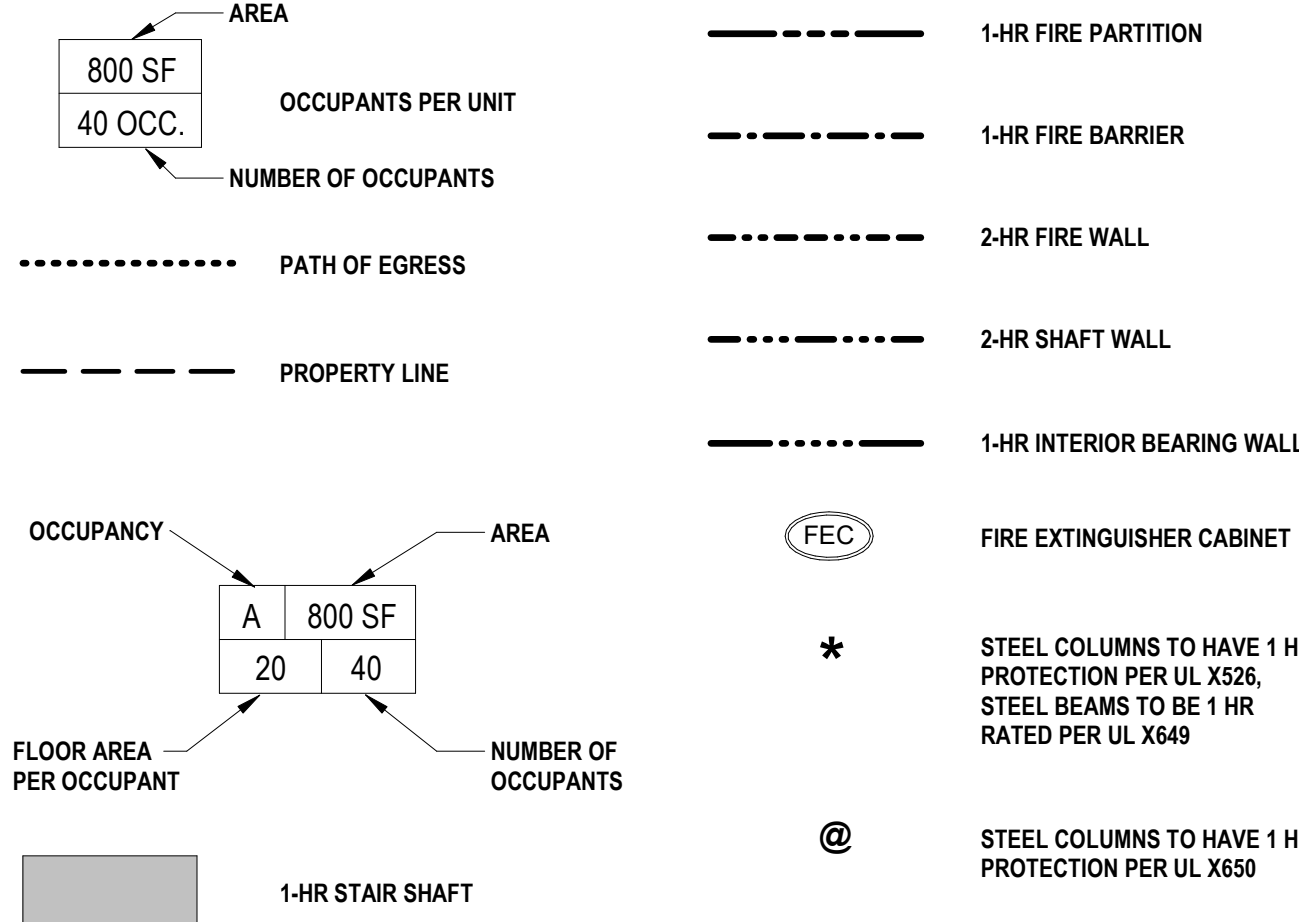 AREA
800 SF
40 OCC.
OCCUPANTS PER UNIT
NUMBER OF OCCUPANTS
PATH OF EGRESS
PROPERTY LINE
OCCUPANCY
AREA
A 800 SF
20 40
FLOOR AREA
PER OCCUPANT
NUMBER OF
OCCUPANTS
1-HR STAIR SHAFT
1-HR FIRE PARTITION
1-HR FIRE BARRIER
2-HR FIRE WALL
2-HR SHAFT WALL
1-HR INTERIOR BEARING WALL
FEC
FIRE EXTINGUISHER CABINET
*
STEEL COLUMNS TO HAVE 1 H
PROTECTION PER UL X526,
STEEL BEAMS TO BE 1 HR
RATED PER UL X649
@
STEEL COLUMNS TO HAVE 1 H
PROTECTION PER UL X650